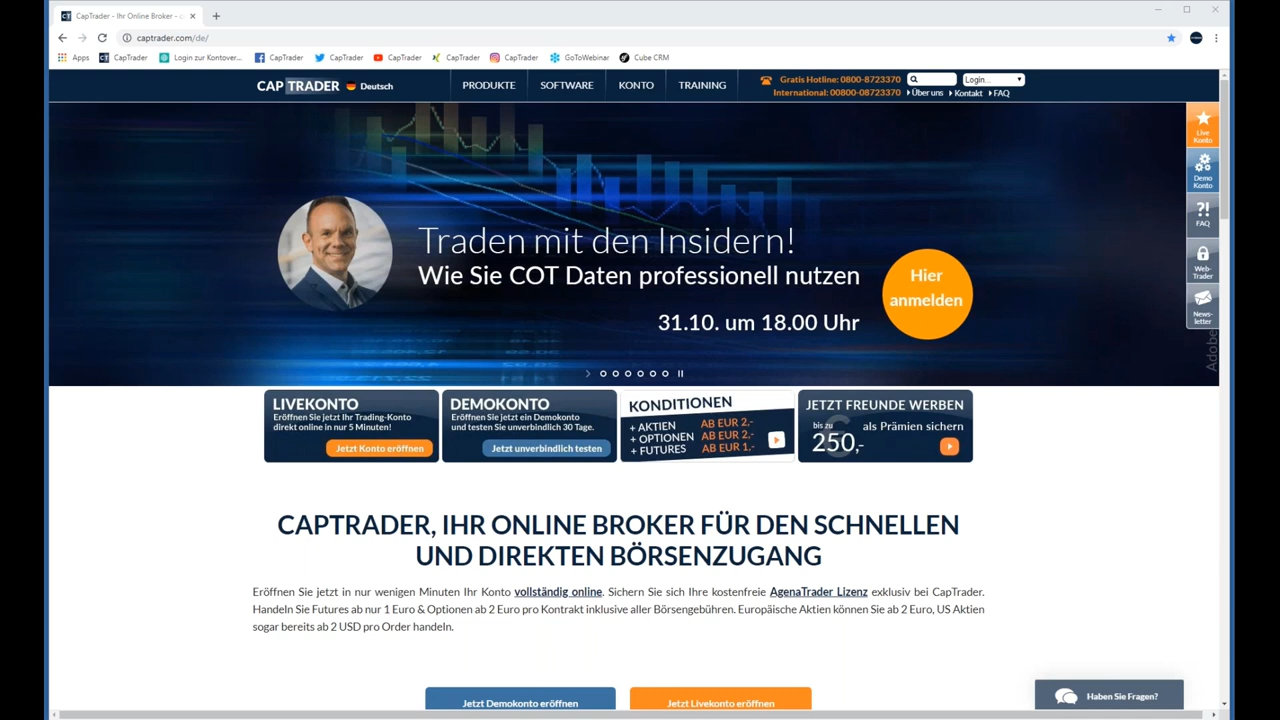 CapTrader - Ihr Online Broker - c
captrader.com/de/
Apps CapTrader Login zur Kontover... CapTrader CapTrader CapTrader CapTrader CapTrader GoToWebinar Cube CRM
CAP TRADER Deutsch PRODUKTE SOFTWARE KONTO TRAINING
Gratis Hotline: 0800-8723370
International: 00800-08723370
Login...
Über uns Kontakt FAQ
Live
Konto
Demo
Konto
?!
FAQ
Web-
Trader
News-
letter
Adobe
Traden mit den Insidern!
Wie Sie COT Daten professionell nutzen
31.10. um 18.00 Uhr
Hier
anmelden
LIVEKONTO
Eröffnen Sie jetzt Ihr Trading-Konto
direkt online in nur 5 Minuten!
Jetzt Konto eröffnen
DEMOKONTO
Eröffnen Sie jetzt ein Demokonto
und testen Sie unverbindlich 30 Tage.
Jetzt unverbindlich testen
KONDITIONEN
+ AKTIEN AB EUR 2.-
+ OPTIONEN AB EUR 2.-
+ FUTURES AB EUR 1,-
JETZT FREUNDE WERBEN
bis zu als Prämien sichern
€
250,-
CAPTRADER, IHR ONLINE BROKER FÜR DEN SCHNELLEN
UND DIREKTEN BÖRSENZUGANG
Eröffnen Sie jetzt in nur wenigen Minuten Ihr Konto vollständig online. Sichern Sie sich Ihre kostenfreie AgenaTrader Lizenz exklusiv bei CapTrader.
Handeln Sie Futures ab nur 1 Euro & Optionen ab 2 Euro pro Kontrakt inklusive aller Börsengebühren. Europäische Aktien können Sie ab 2 Euro, US Aktien
sogar bereits ab 2 USD pro Order handeln.
Jetzt Demokonto eröffnen
Jetzt Livekonto eröffnen
Haben Sie Fragen?